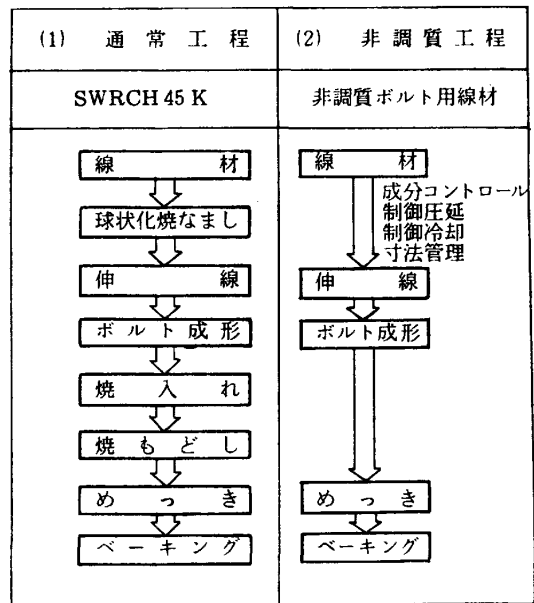 (1) 通常工程
SWRCH 45 K
線材
球状化焼なまし
伸線
ボルト成形
焼入れ
焼もどし
めっき
ベーキング
(2) 非調質工程
非調質ボルト用線材
線材
成分コントロール
制御圧延
制御冷却
寸法管理
伸線
ボルト成形
めっき
ベーキング